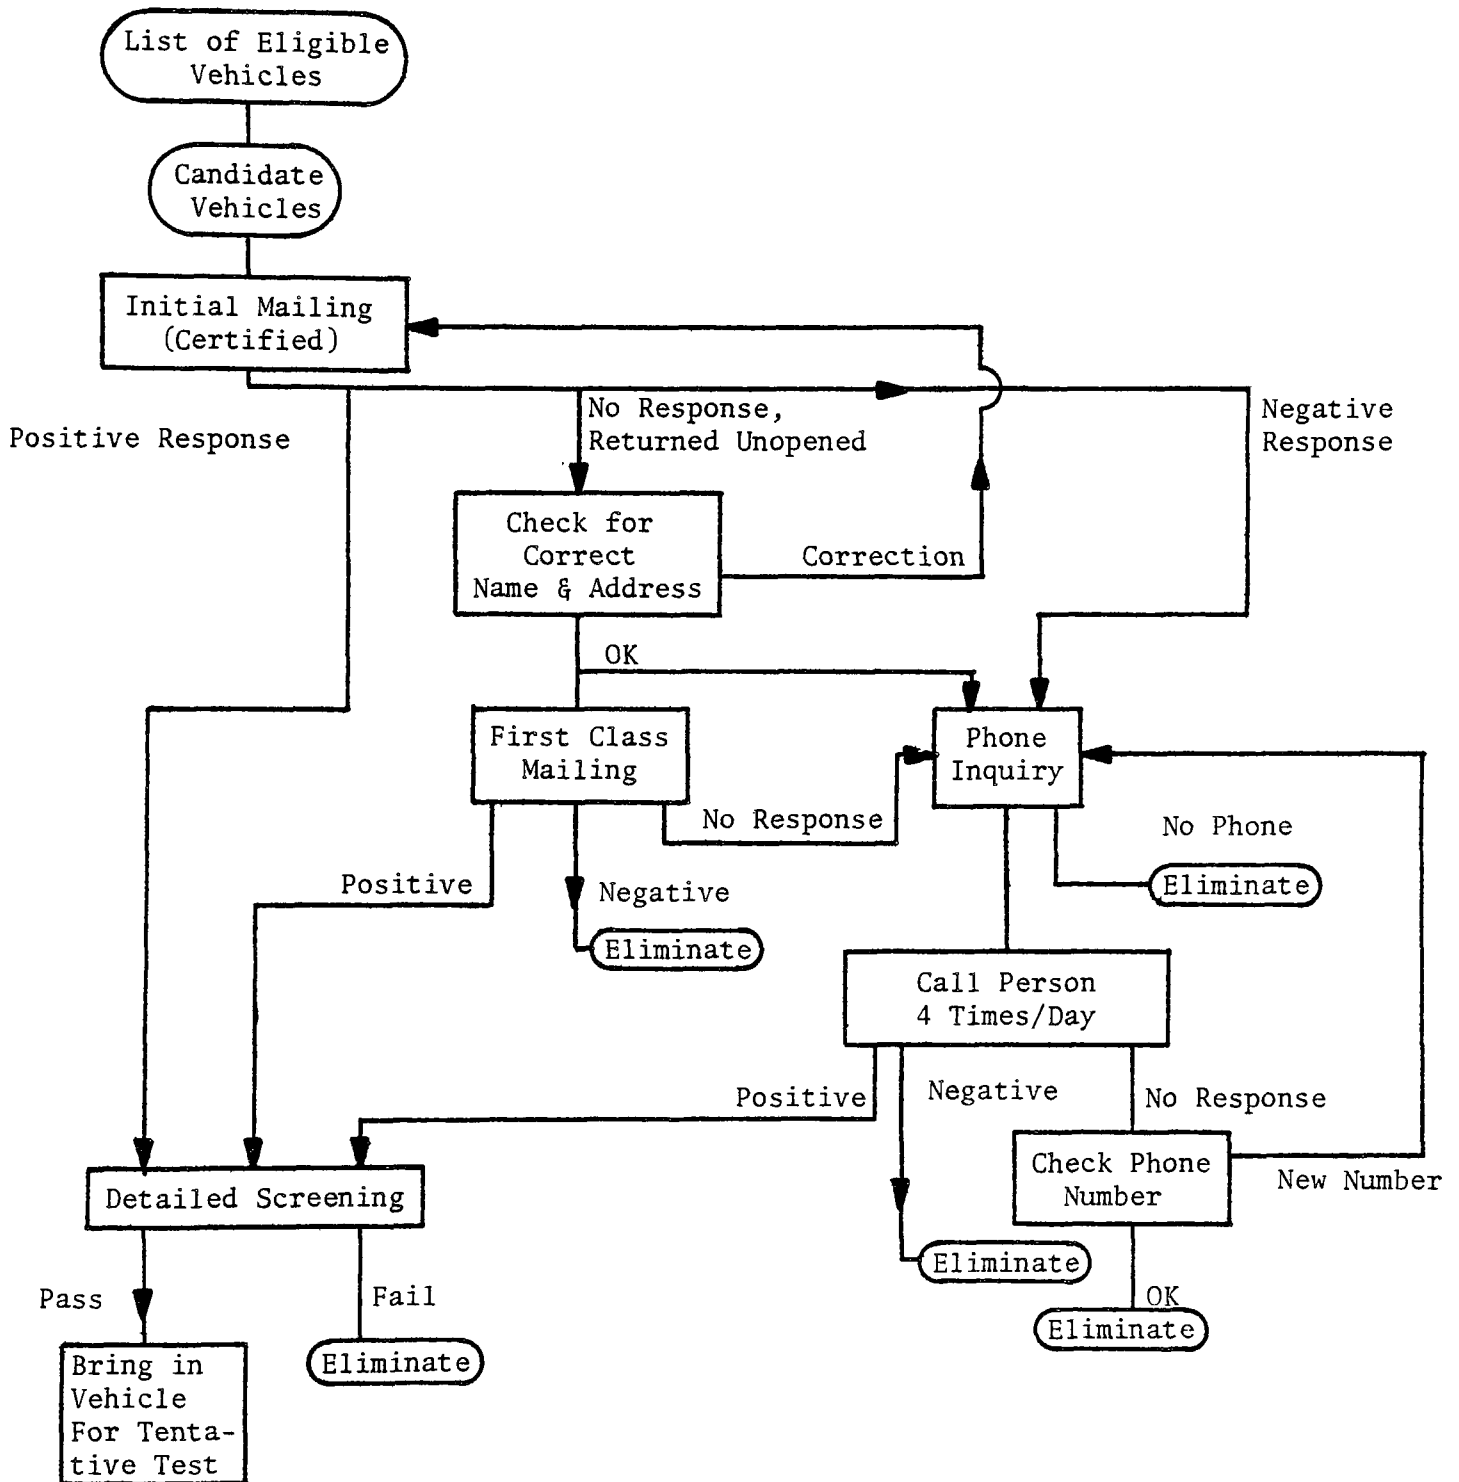 List of Eligible
Vehicles
Candidate
Vehicles
Initial Mailing
(Certified)
Positive Response
No Response,
Returned Unopened
Negative
Response
Check for
Correct
Name & Address
Correction
OK
First Class
Mailing
Phone
Inquiry
No Response
No Phone
Eliminate
Positive
Negative
Eliminate
Call Person
4 Times/Day
Positive
Negative
No Response
Check Phone
Number
New Number
Detailed Screening
Eliminate
OK
Eliminate
Pass
Fail
Eliminate
Bring in
Vehicle
For Tenta-
tive Test